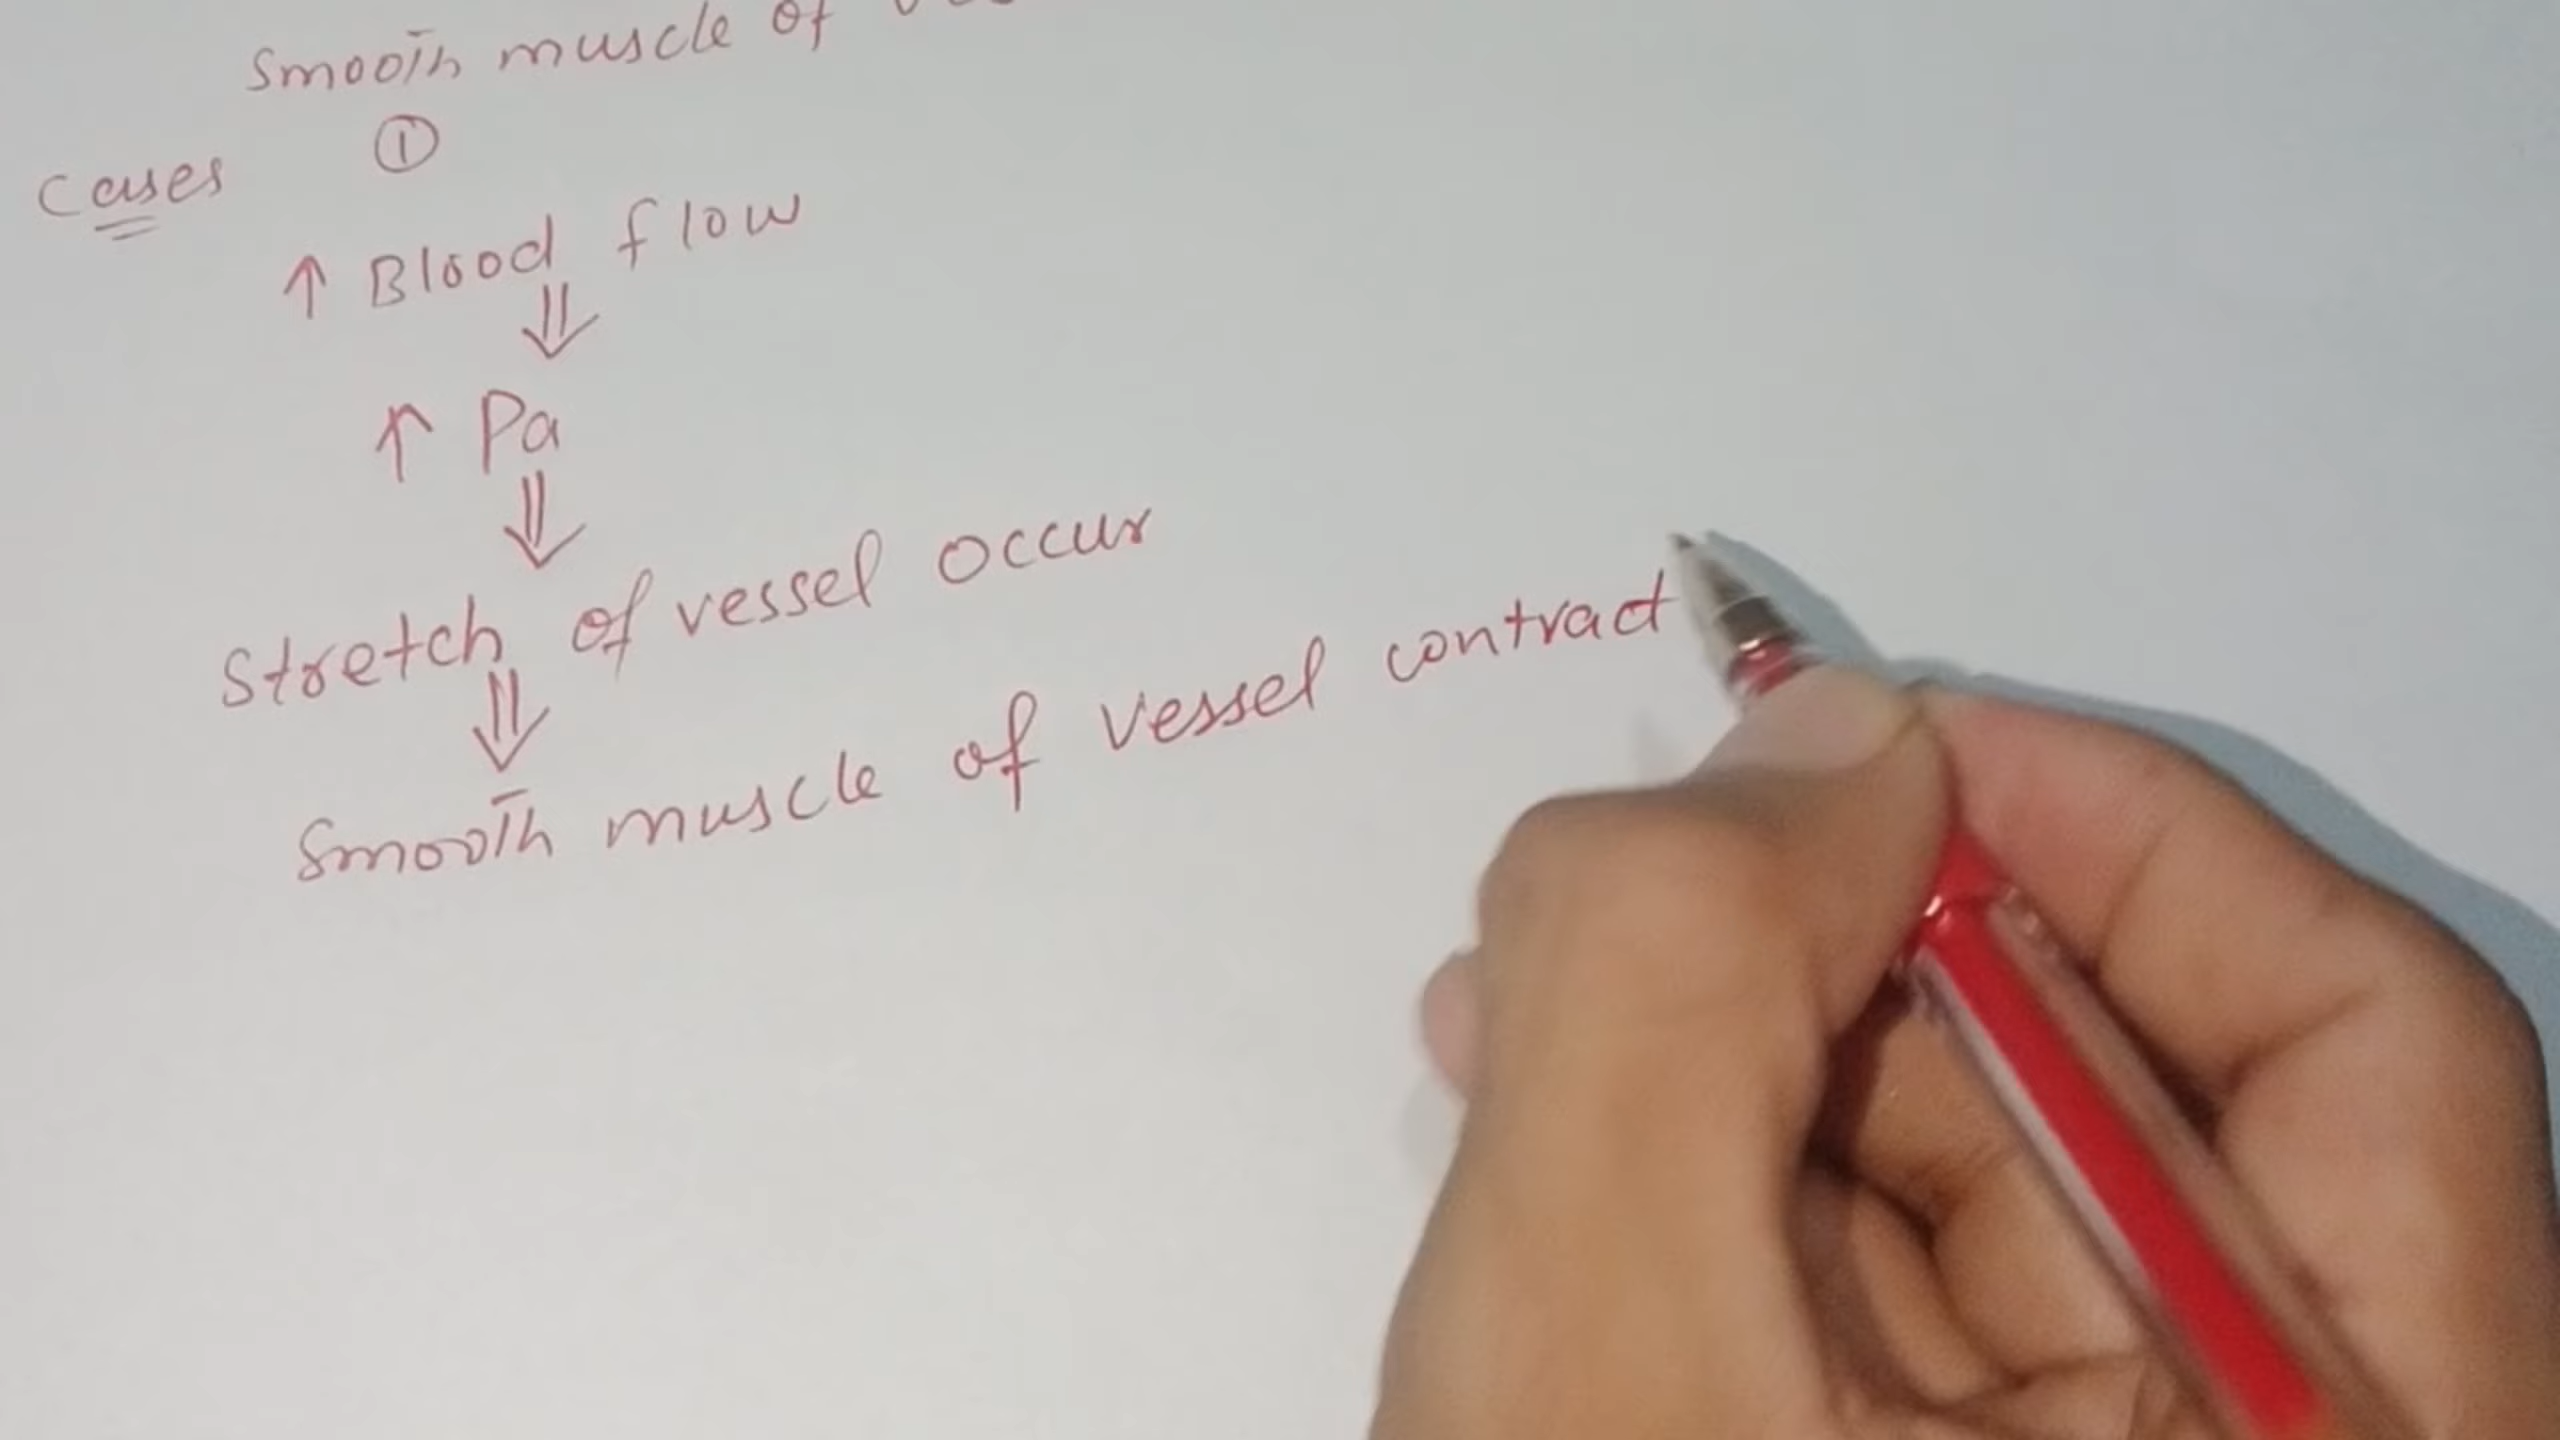 Smooth muscle of
①
Cases
↑ Blood flow
⇓
↑ Pa
⇓
Stretch of vessel occur
⇓
Smooth muscle of vessel contract